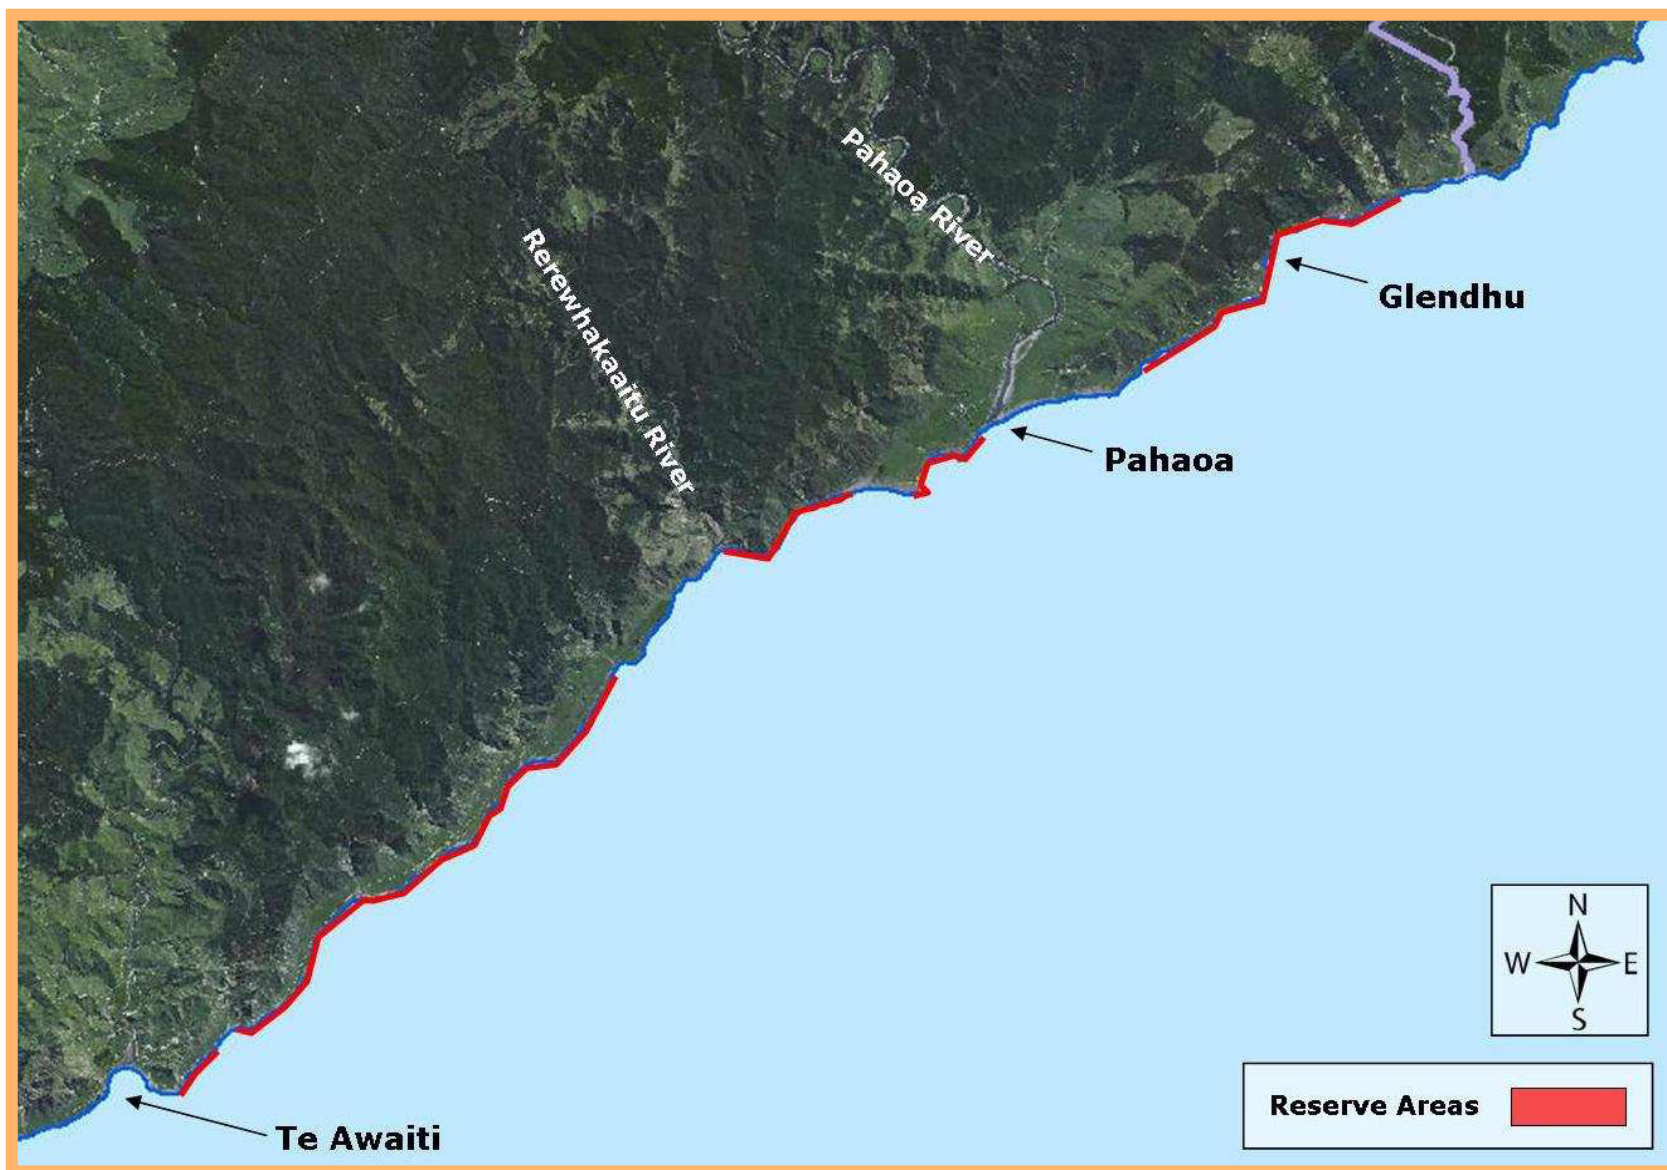 Pahaoa River
Rerewhakaaitu River
Glendhu
Pahaoa
N
W E
S
Reserve Areas
Te Awaiti